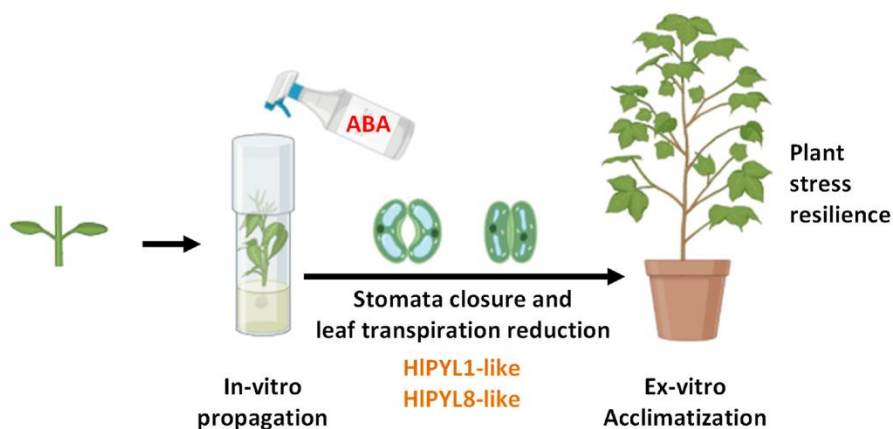 ABA
Plant
stress
resilience
Stomata closure and
leaf transpiration reduction
HlPYL1-like
HlPYL8-like
In-vitro
propagation
Ex-vitro
Acclimatization